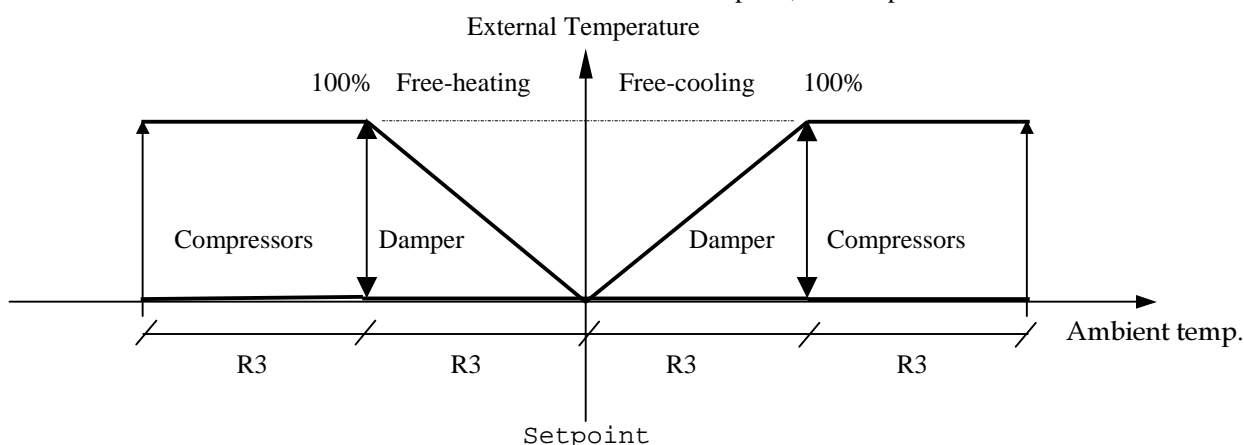 External Temperature
100% Free-heating Free-cooling 100%
Compressors Damper Damper Compressors
Ambient temp.
R3 R3 R3 R3
Setpoint